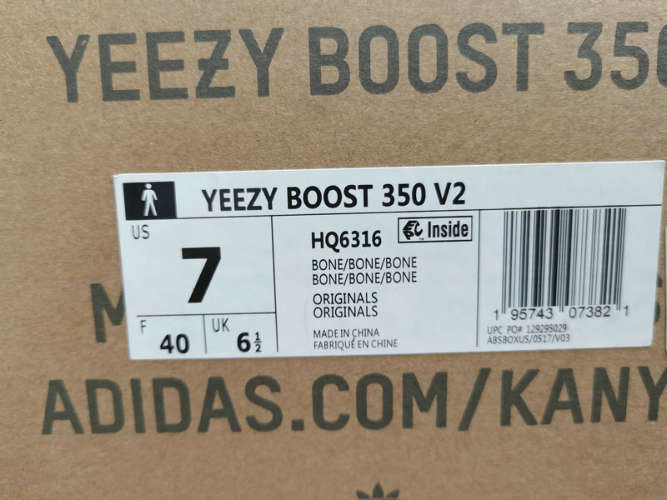 YEEZY BOOST 350
YEEZY BOOST 350 V2
US
7
HQ6316
Inside
BONE/BONE/BONE
BONE/BONE/BONE
ORIGINALS
ORIGINALS
MADE IN CHINA
FABRIQUÉ EN CHINE
F
40
UK
6½
1 95743 07382 1
UPC PO# 129295029
ABSBOXUS/0517/V03
ADIDAS.COM/KANY